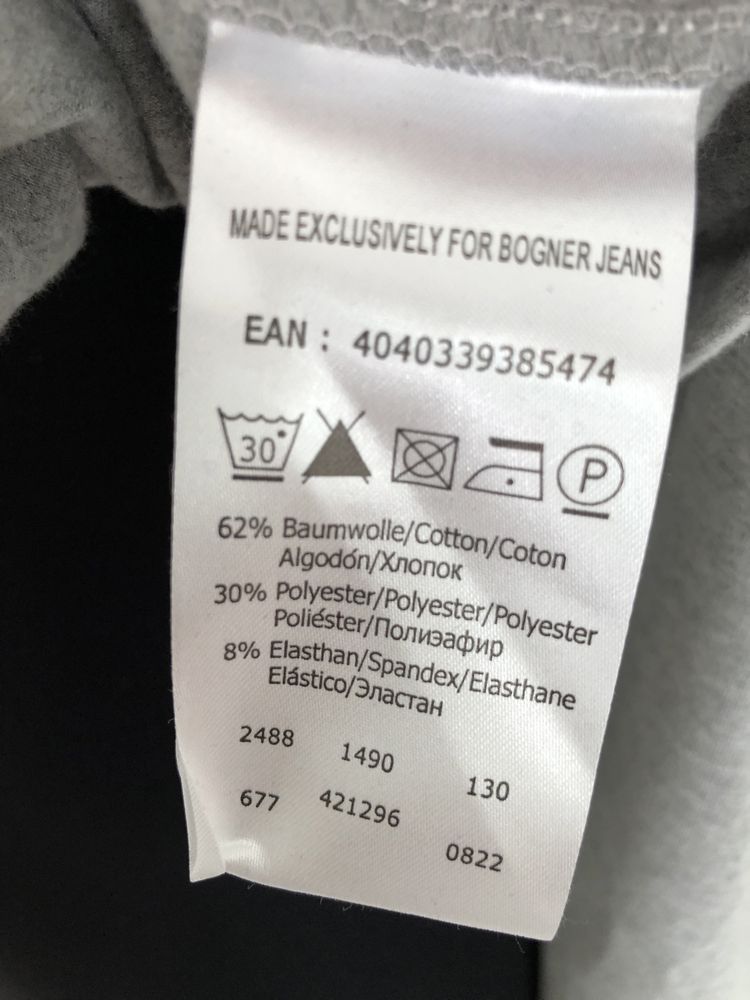 MADE EXCLUSIVELY FOR BOGNER JEANS
EAN : 4040339385474
30 P
62% Baumwolle/Cotton/Coton
Algodón/Хлопок
30% Polyester/Polyester/Polyester
Poliéster/Полиэафир
8% Elasthan/Spandex/Elasthane
Elástico/Эластан
2488 1490 130
677 421296 0822